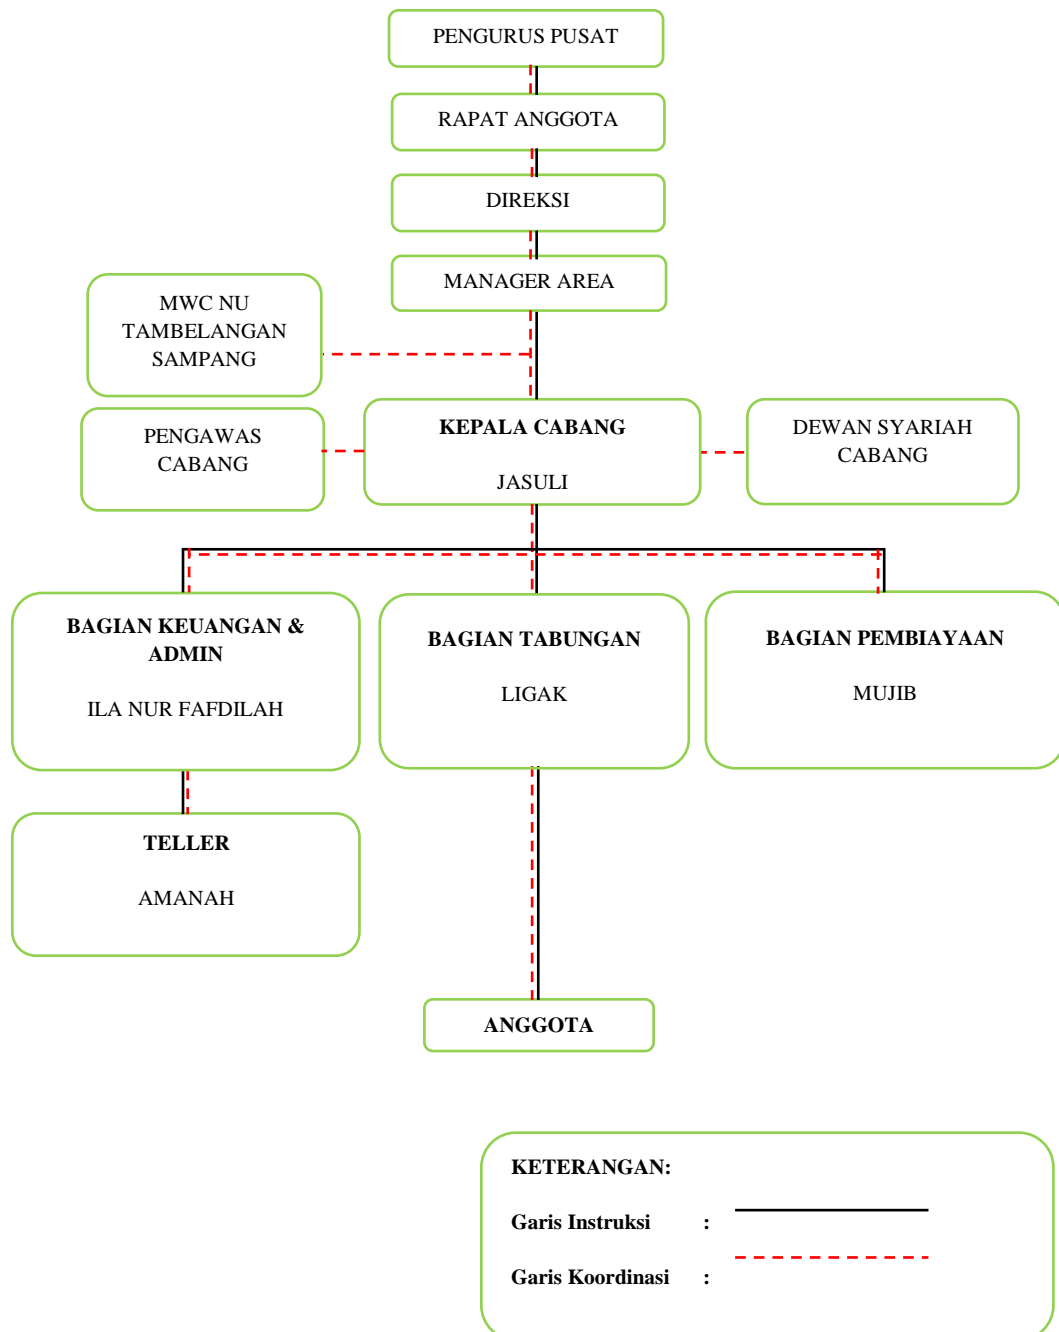 PENGURUS PUSAT
RAPAT ANGGOTA
DIREKSI
MANAGER AREA
MWC NU
TAMBELANGAN
SAMPANG
PENGAWAS
CABANG
KEPALA CABANG
JASULI
DEWAN SYARIAH
CABANG
BAGIAN KEUANGAN &
ADMIN
ILA NUR FAFDILAH
BAGIAN TABUNGAN
LIGAK
BAGIAN PEMBIAYAAN
MUJIB
TELLER
AMANAH
ANGGOTA
KETERANGAN:
Garis Instruksi :
Garis Koordinasi :